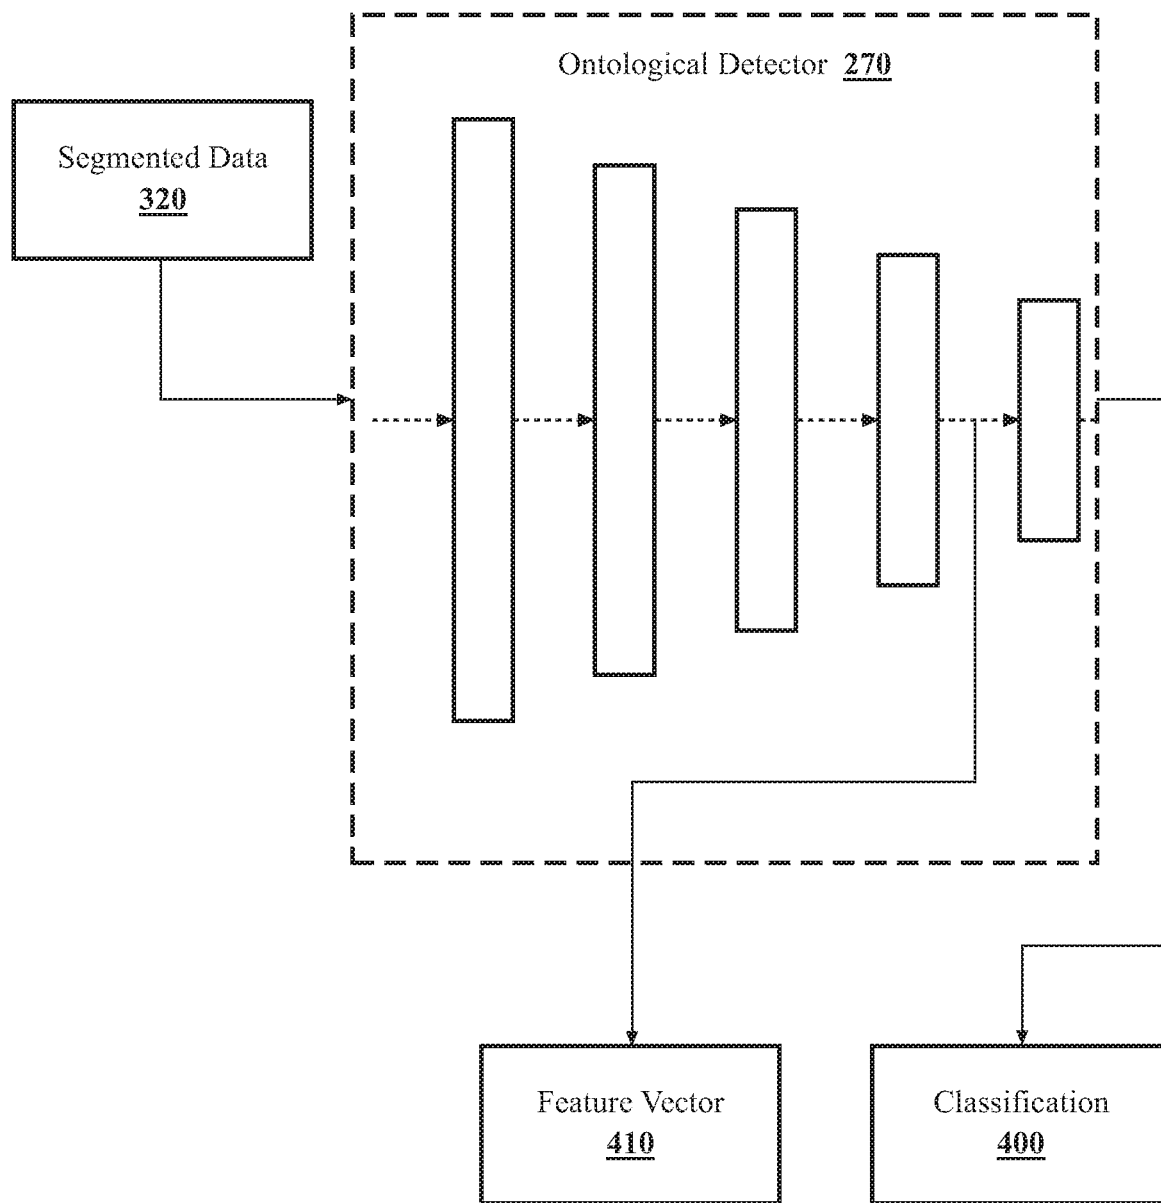 Ontological Detector 270
Segmented Data
320
Feature Vector
410
Classification
400